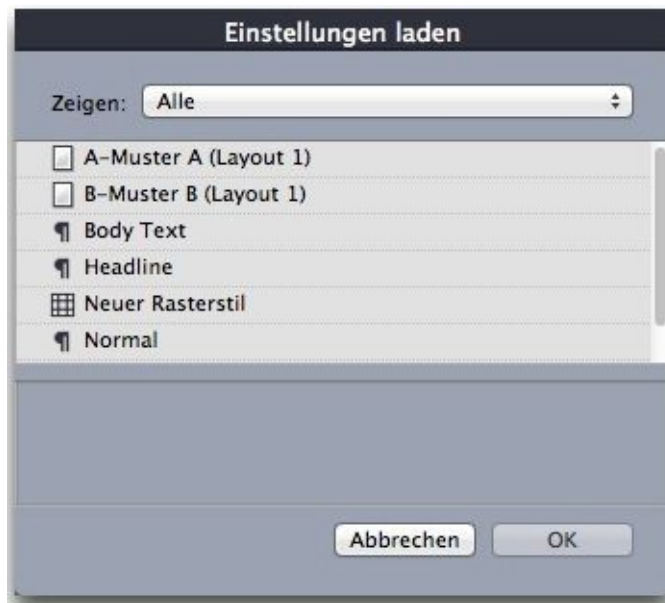 Einstellungen laden
Zeigen: Alle
A-Muster A (Layout 1)
B-Muster B (Layout 1)
Body Text
Headline
Neuer Rasterstil
Normal
Abbrechen OK